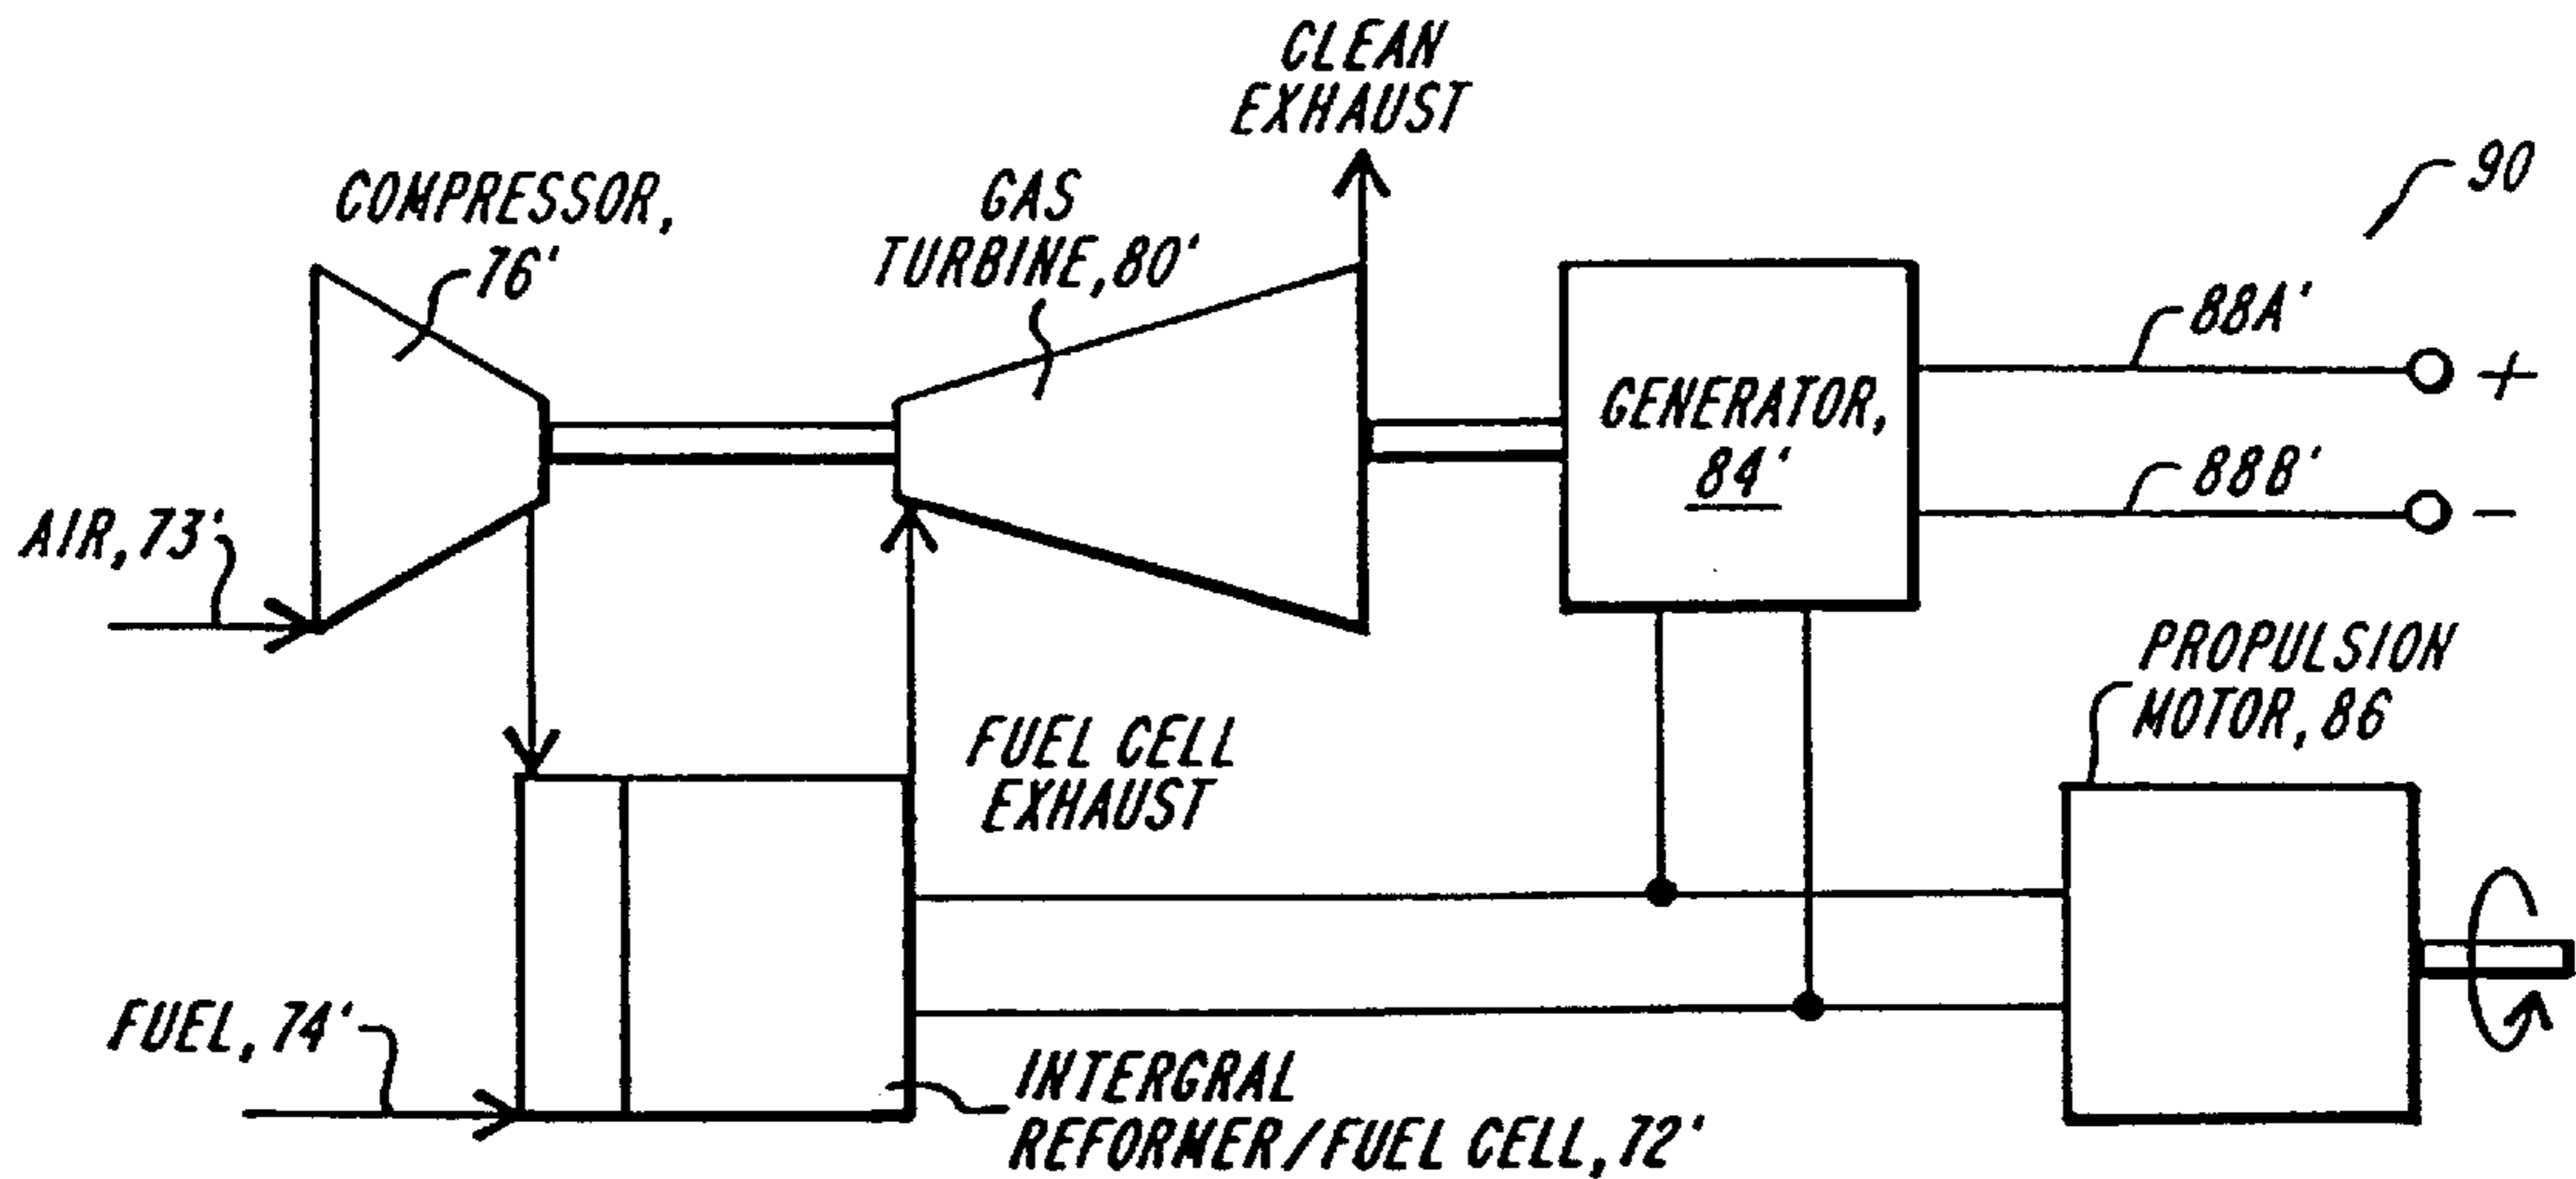 CLEAN
EXHAUST
90
COMPRESSOR,
76'
GAS
TURBINE,80'
88A'
+
GENERATOR,
84'
88B'
-
AIR,73'
PROPULSION
MOTOR,86
FUEL CELL
EXHAUST
FUEL,74'
INTERGRAL
REFORMER/FUEL CELL,72'